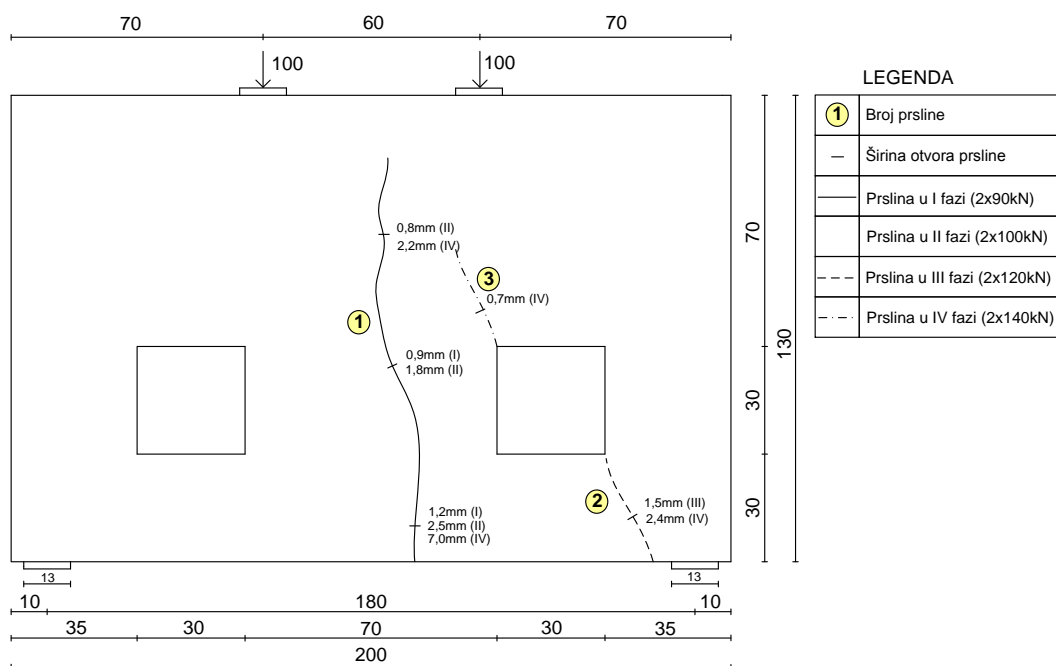 70
60
70
100
100
LEGENDA
1 Broj prsline
Širina otvora prsline
Prslina u I fazi (2x90kN)
Prslina u II fazi (2x100kN)
Prslina u III fazi (2x120kN)
Prslina u IV fazi (2x140kN)
0,8mm (II)
2,2mm (IV)
3
0,7mm (IV)
1
0,9mm (I)
1,8mm (II)
1,2mm (I)
2,5mm (II)
7,0mm (IV)
2
1,5mm (III)
2,4mm (IV)
70
30
30
130
13
13
10
180
10
35
30
70
30
35
200